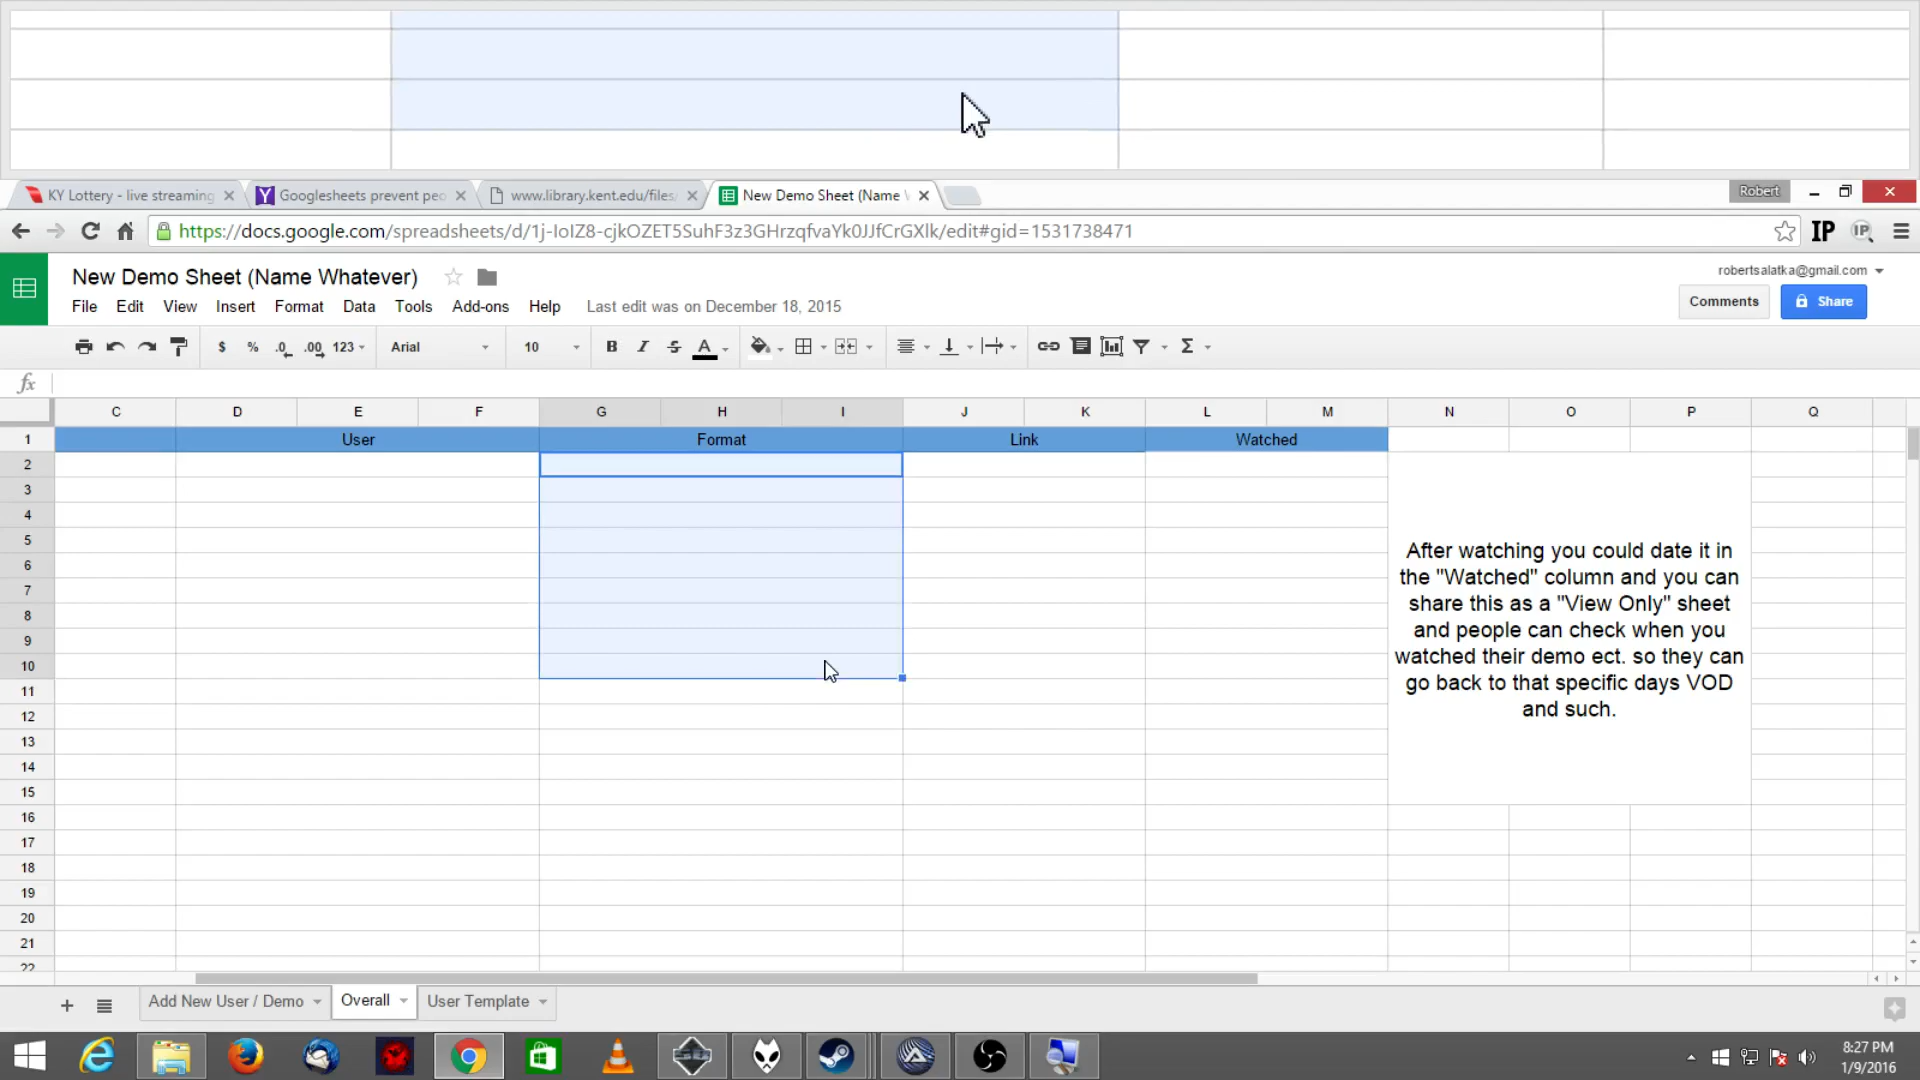 KY Lottery - live streaming
Googlesheets prevent peo
www.library.kent.edu/files/
New Demo Sheet (Name W
Robert
https://docs.google.com/spreadsheets/d/1j-IoIZ8-cjkOZET5SuhF3z3GHrzqfvaYk0JJfCrGXlk/edit#gid=1531738471
IP
IP
New Demo Sheet (Name Whatever)
robertsalatka@gmail.com
File Edit View Insert Format Data Tools Add-ons Help Last edit was on December 18, 2015
Comments
Share
$ % .0 .00 123 Arial 10 B I S A Σ
fx
C D E F G H I J K L M N O P Q
1 User Format Link Watched
2
3
4
5
6
7
8
9
10
11
12
13
14
15
16
17
18
19
20
21
22
After watching you could date it in
the "Watched" column and you can
share this as a "View Only" sheet
and people can check when you
watched their demo ect. so they can
go back to that specific days VOD
and such.
Add New User / Demo
Overall
User Template
8:27 PM
1/9/2016